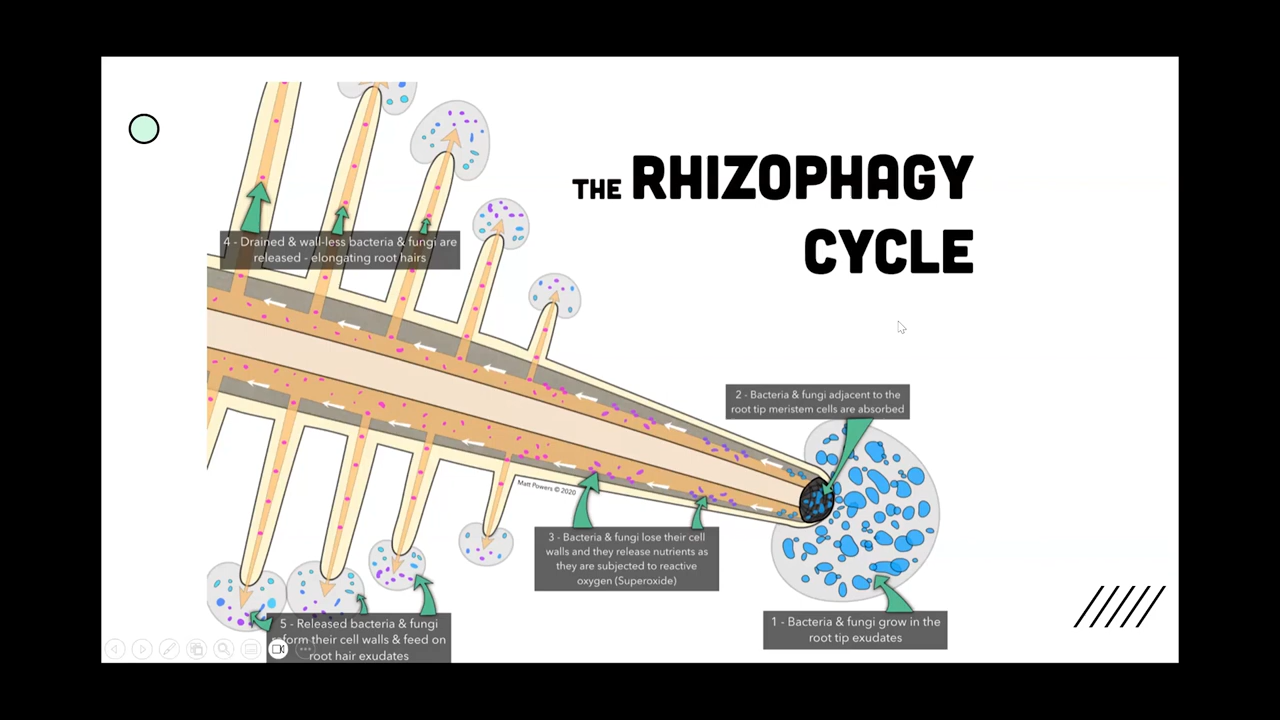 THE RHIZOPHAGY
CYCLE
4 - Drained & wall-less bacteria & fungi are
released - elongating root hairs
2 - Bacteria & fungi adjacent to the
root tip meristem cells are absorbed
Matt Powers © 2020
3 - Bacteria & fungi lose their cell
walls and they release nutrients as
they are subjected to reactive
oxygen (Superoxide)
1 - Bacteria & fungi grow in the
root tip exudates
5 - Released bacteria & fungi
reform their cell walls & feed on
root hair exudates